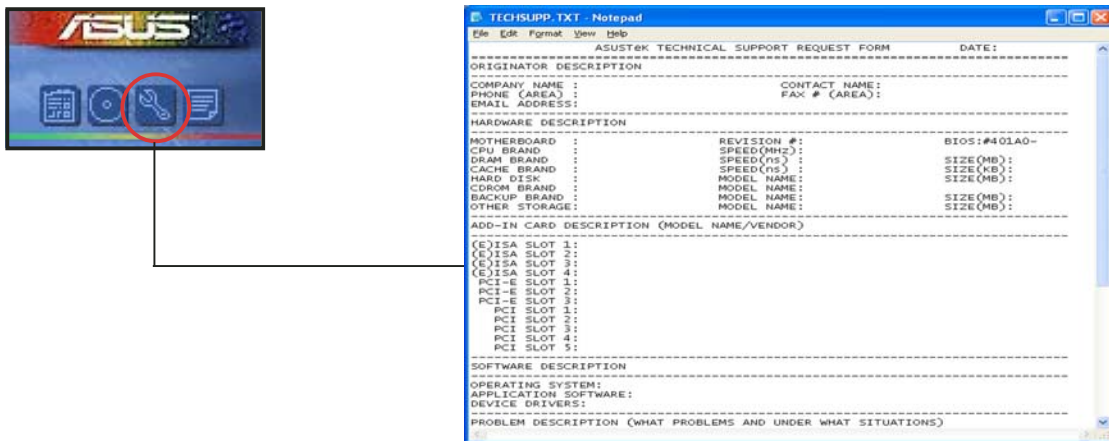 ASUS
TECHSUPP.TXT - Notepad
File Edit Format View Help
ASUSTeK TECHNICAL SUPPORT REQUEST FORM DATE:
ORIGINATOR DESCRIPTION
COMPANY NAME : CONTACT NAME:
PHONE (AREA) : FAX # (AREA):
EMAIL ADDRESS:
HARDWARE DESCRIPTION
MOTHERBOARD : REVISION #: BIOS:#401A0-
CPU BRAND : SPEED(MHz):
DRAM BRAND : SPEED(ns) : SIZE(MB):
CACHE BRAND : SPEED(ns) : SIZE(KB):
HARD DISK : MODEL NAME: SIZE(MB):
CDROM BRAND : MODEL NAME:
BACKUP BRAND : MODEL NAME: SIZE(MB):
OTHER STORAGE: MODEL NAME: SIZE(MB):
ADD-IN CARD DESCRIPTION (MODEL NAME/VENDOR)
(E)ISA SLOT 1:
(E)ISA SLOT 2:
(E)ISA SLOT 3:
(E)ISA SLOT 4:
PCI-E SLOT 1:
PCI-E SLOT 2:
PCI-E SLOT 3:
PCI SLOT 1:
PCI SLOT 2:
PCI SLOT 3:
PCI SLOT 4:
PCI SLOT 5:
SOFTWARE DESCRIPTION
OPERATING SYSTEM:
APPLICATION SOFTWARE:
DEVICE DRIVERS:
PROBLEM DESCRIPTION (WHAT PROBLEMS AND UNDER WHAT SITUATIONS)